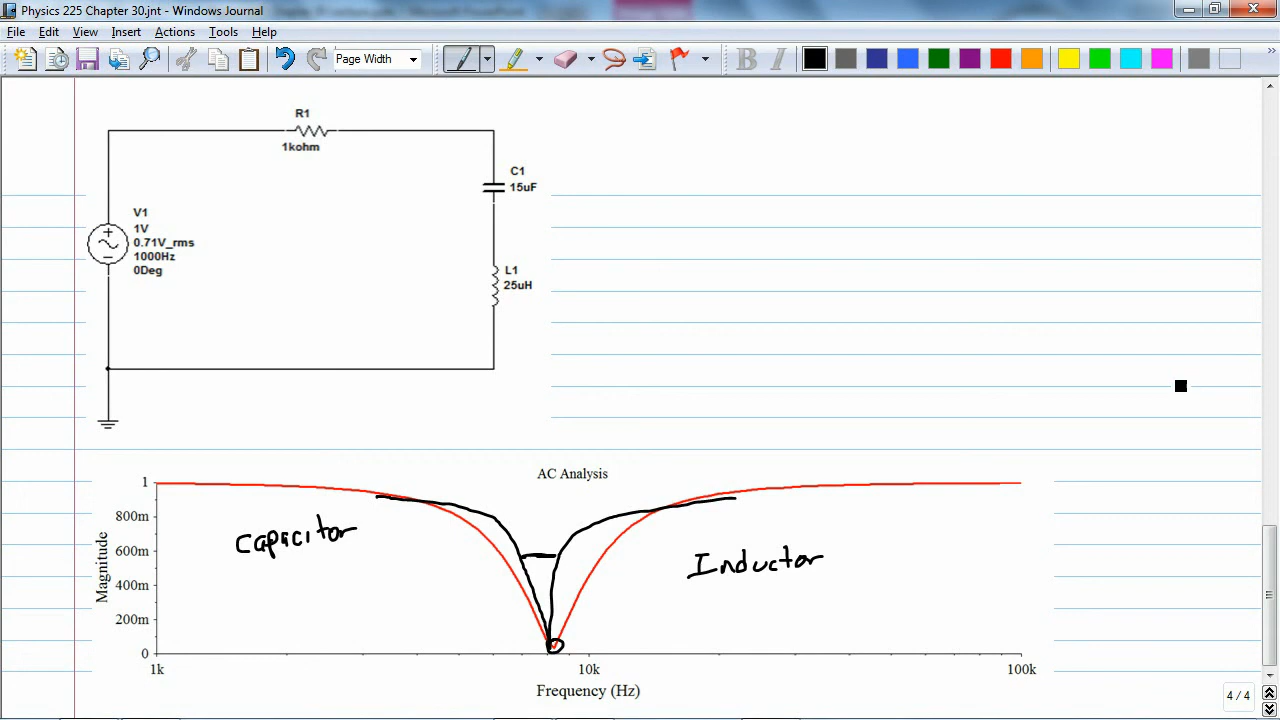 Physics 225 Chapter 30.jnt - Windows Journal
File Edit View Insert Actions Tools Help
Page Width
B I
R1
1kohm
C1
15uF
V1
1V
0.71V_rms
1000Hz
0Deg
L1
25uH
AC Analysis
1
800m
600m
400m
200m
0
Magnitude
Capacitor
Inductor
1k 10k 100k
Frequency (Hz)
4 / 4